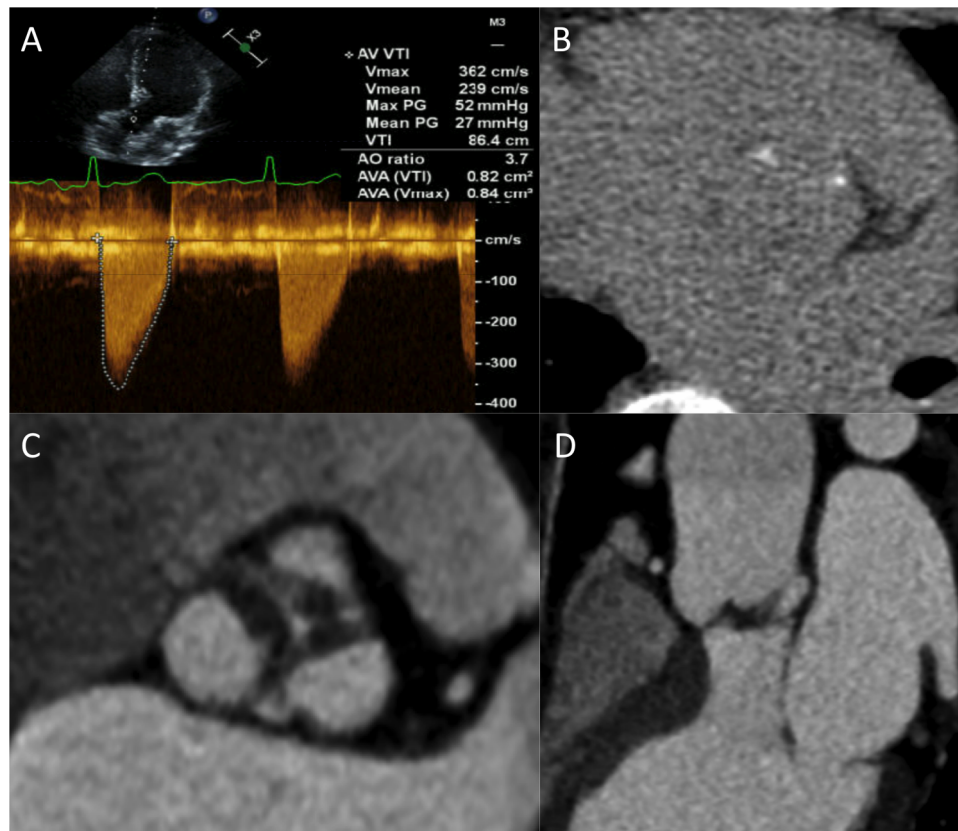 A
P
X3
M3
AV VTI
Vmax 362 cm/s
Vmean 239 cm/s
Max PG 52 mmHg
Mean PG 27 mmHg
VTI 86.4 cm
AO ratio 3.7
AVA (VTI) 0.82 cm²
AVA (Vmax) 0.84 cm²
cm/s
-100
-200
-300
-400
B
C
D